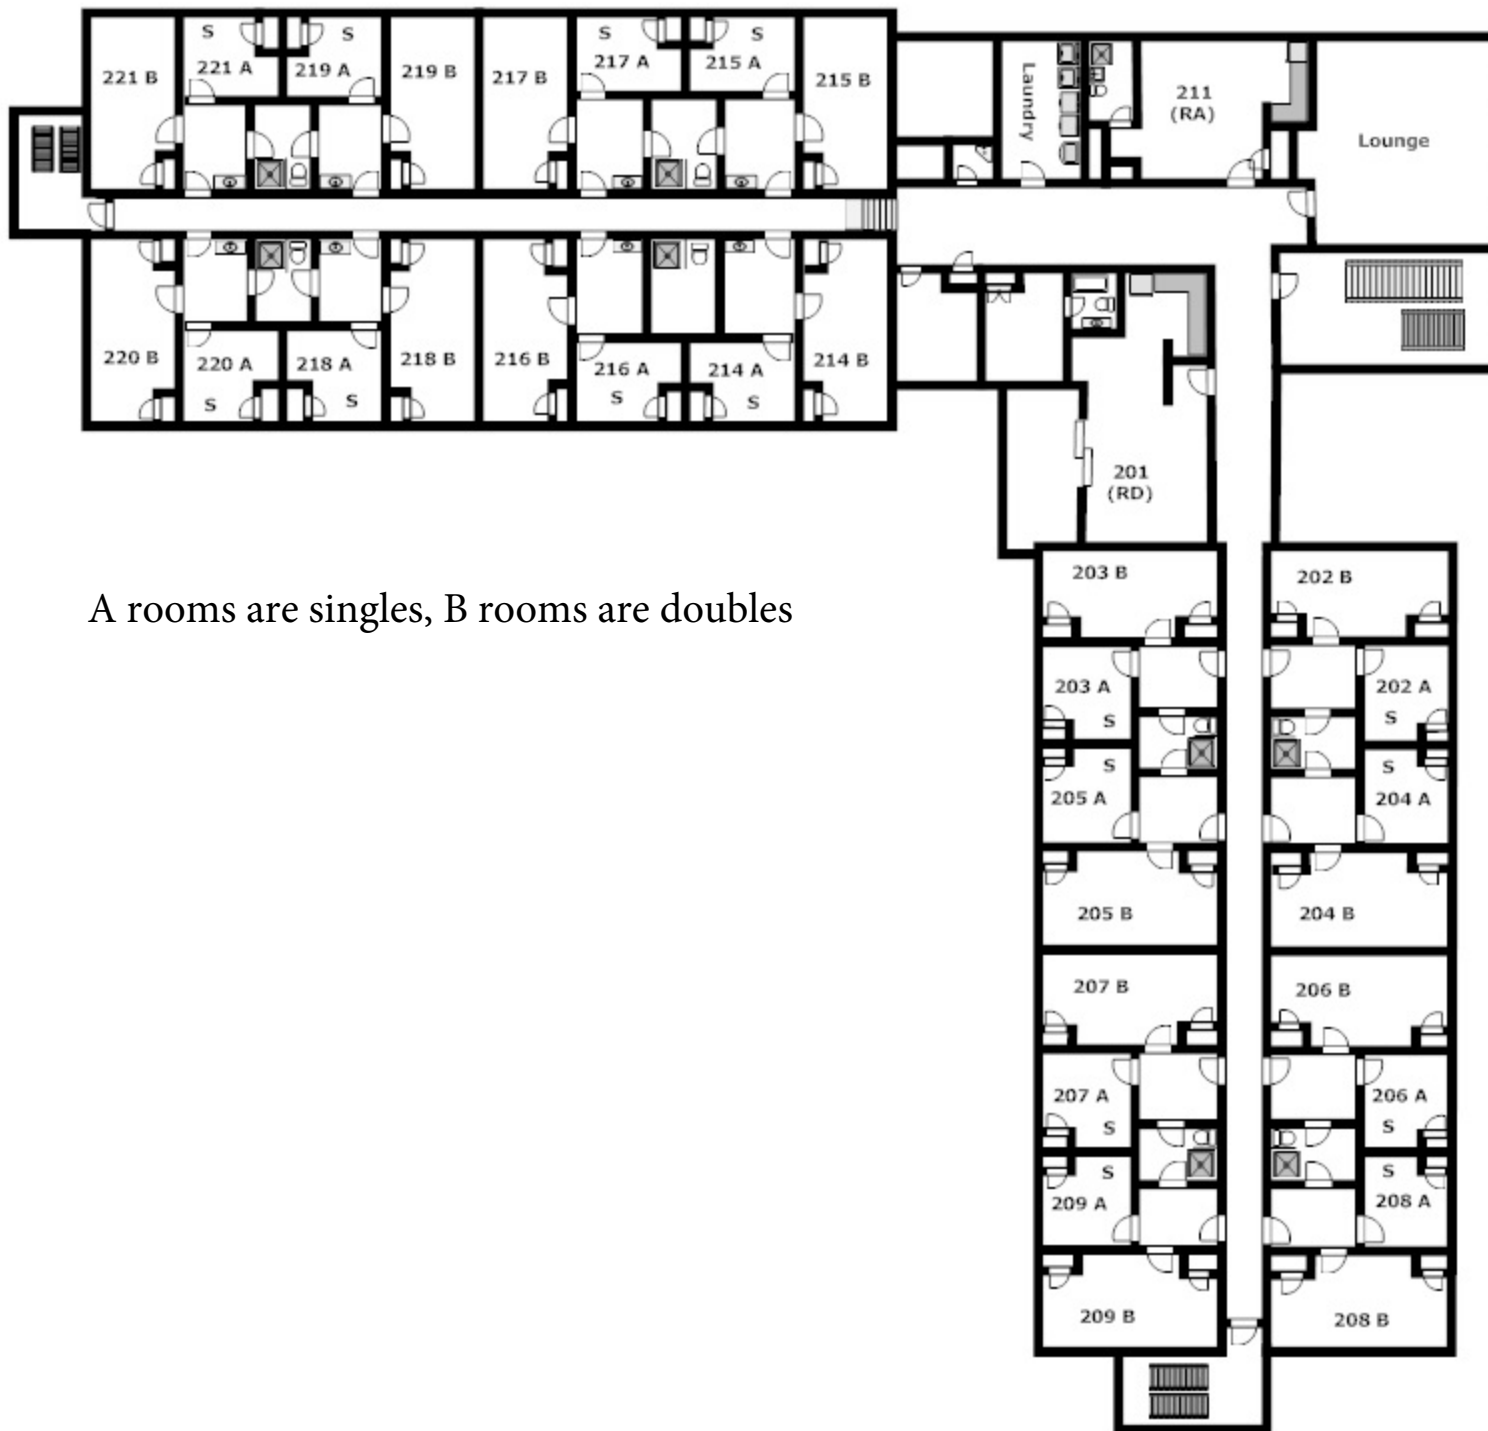 S
S
S
S
221 B
221 A
219 A
219 B
217 B
217 A
215 A
215 B
Laundry
211
(RA)
Lounge
220 B
220 A
218 A
218 B
216 B
216 A
214 A
214 B
S
S
S
S
201
(RD)
A rooms are singles, B rooms are doubles
203 B
202 B
203 A
202 A
S
S
S
S
205 A
204 A
205 B
204 B
207 B
206 B
207 A
206 A
S
S
S
S
209 A
208 A
209 B
208 B